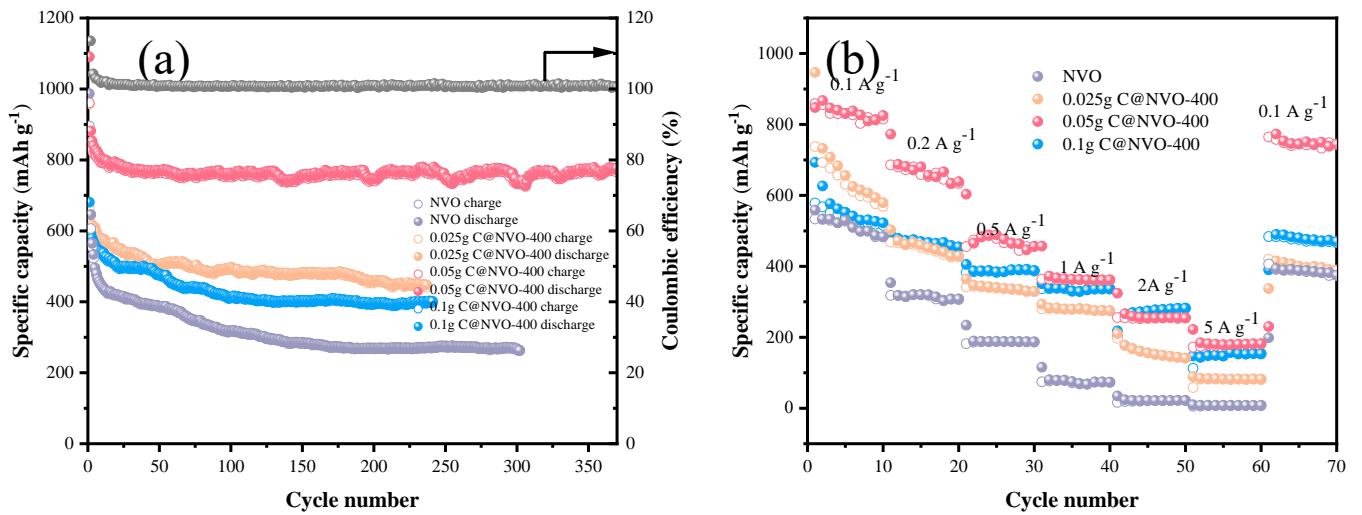 (a)
1200
1000
800
600
400
200
0
0
50
100
150
200
250
300
350
120
100
80
60
40
20
0
Specific capacity (mAh g-1)
Coulombic efficiency (%)
Cycle number
NVO charge
NVO discharge
0.025g C@NVO-400 charge
0.025g C@NVO-400 discharge
0.05g C@NVO-400 charge
0.05g C@NVO-400 discharge
0.1g C@NVO-400 charge
0.1g C@NVO-400 discharge
(b)
1000
800
600
400
200
0
0
10
20
30
40
50
60
70
Specific capacity (mAh g-1)
Cycle number
NVO
0.025g C@NVO-400
0.05g C@NVO-400
0.1g C@NVO-400
0.1 A g-1
0.2 A g-1
0.5 A g-1
1 A g-1
2A g-1
5 A g-1
0.1 A g-1